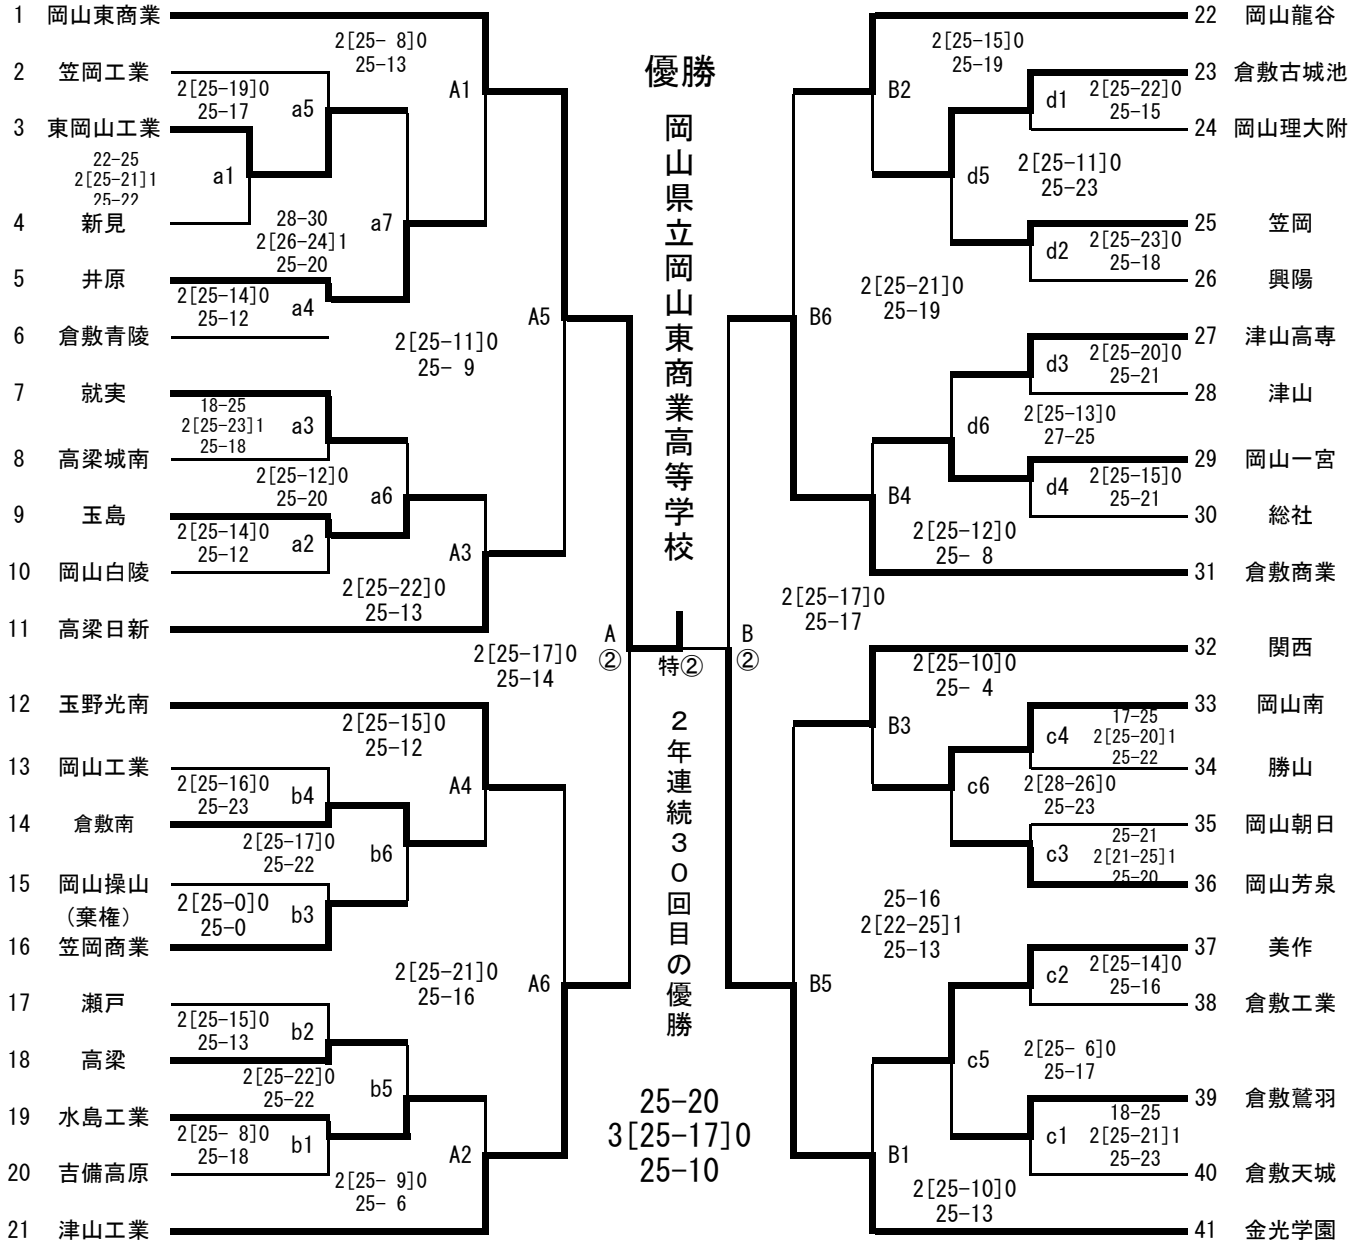 1 岡山東商業
2[25- 8]0
25-13
2 笠岡工業
2[25-19]0
25-17
a5
A1
3 東岡山工業
22-25
2[25-21]1
25-22
a1
4 新見
28-30
2[26-24]1
25-20
a7
5 井原
2[25-14]0
25-12
a4
6 倉敷青陵
A5
2[25-11]0
25- 9
7 就実
18-25
2[25-23]1
25-18
a3
8 高梁城南
2[25-12]0
25-20
a6
9 玉島
2[25-14]0
25-12
a2
10 岡山白陵
A3
2[25-22]0
25-13
11 高梁日新
2[25-17]0
25-14
A
②
12 玉野光南
2[25-15]0
25-12
13 岡山工業
2[25-16]0
25-23
b4
A4
14 倉敷南
2[25-17]0
25-22
b6
15 岡山操山
(棄権)
2[25-0]0
25-0
b3
16 笠岡商業
2[25-21]0
25-16
A6
17 瀬戸
2[25-15]0
25-13
b2
18 高梁
2[25-22]0
25-22
b5
19 水島工業
2[25- 8]0
25-18
b1
20 吉備高原
2[25- 9]0
25- 6
A2
21 津山工業
優勝
岡山県立岡山東商業高等学校
特②
2年連続30回目の優勝
25-20
3[25-17]0
25-10
22 岡山龍谷
2[25-15]0
25-19
B2
23 倉敷古城池
d1
2[25-22]0
25-15
24 岡山理大附
d5
2[25-11]0
25-23
25 笠岡
d2
2[25-23]0
25-18
26 興陽
2[25-21]0
25-19
B6
27 津山高専
d3
2[25-20]0
25-21
28 津山
d6
2[25-13]0
27-25
29 岡山一宮
d4
2[25-15]0
25-21
30 総社
B4
2[25-12]0
25- 8
31 倉敷商業
2[25-17]0
25-17
B
②
32 関西
2[25-10]0
25- 4
B3
33 岡山南
c4
17-25
2[25-20]1
25-22
34 勝山
c6
2[28-26]0
25-23
35 岡山朝日
c3
25-21
2[21-25]1
25-20
36 岡山芳泉
25-16
2[22-25]1
25-13
B5
37 美作
c2
2[25-14]0
25-16
38 倉敷工業
c5
2[25- 6]0
25-17
39 倉敷鷲羽
c1
18-25
2[25-21]1
25-23
40 倉敷天城
B1
2[25-10]0
25-13
41 金光学園